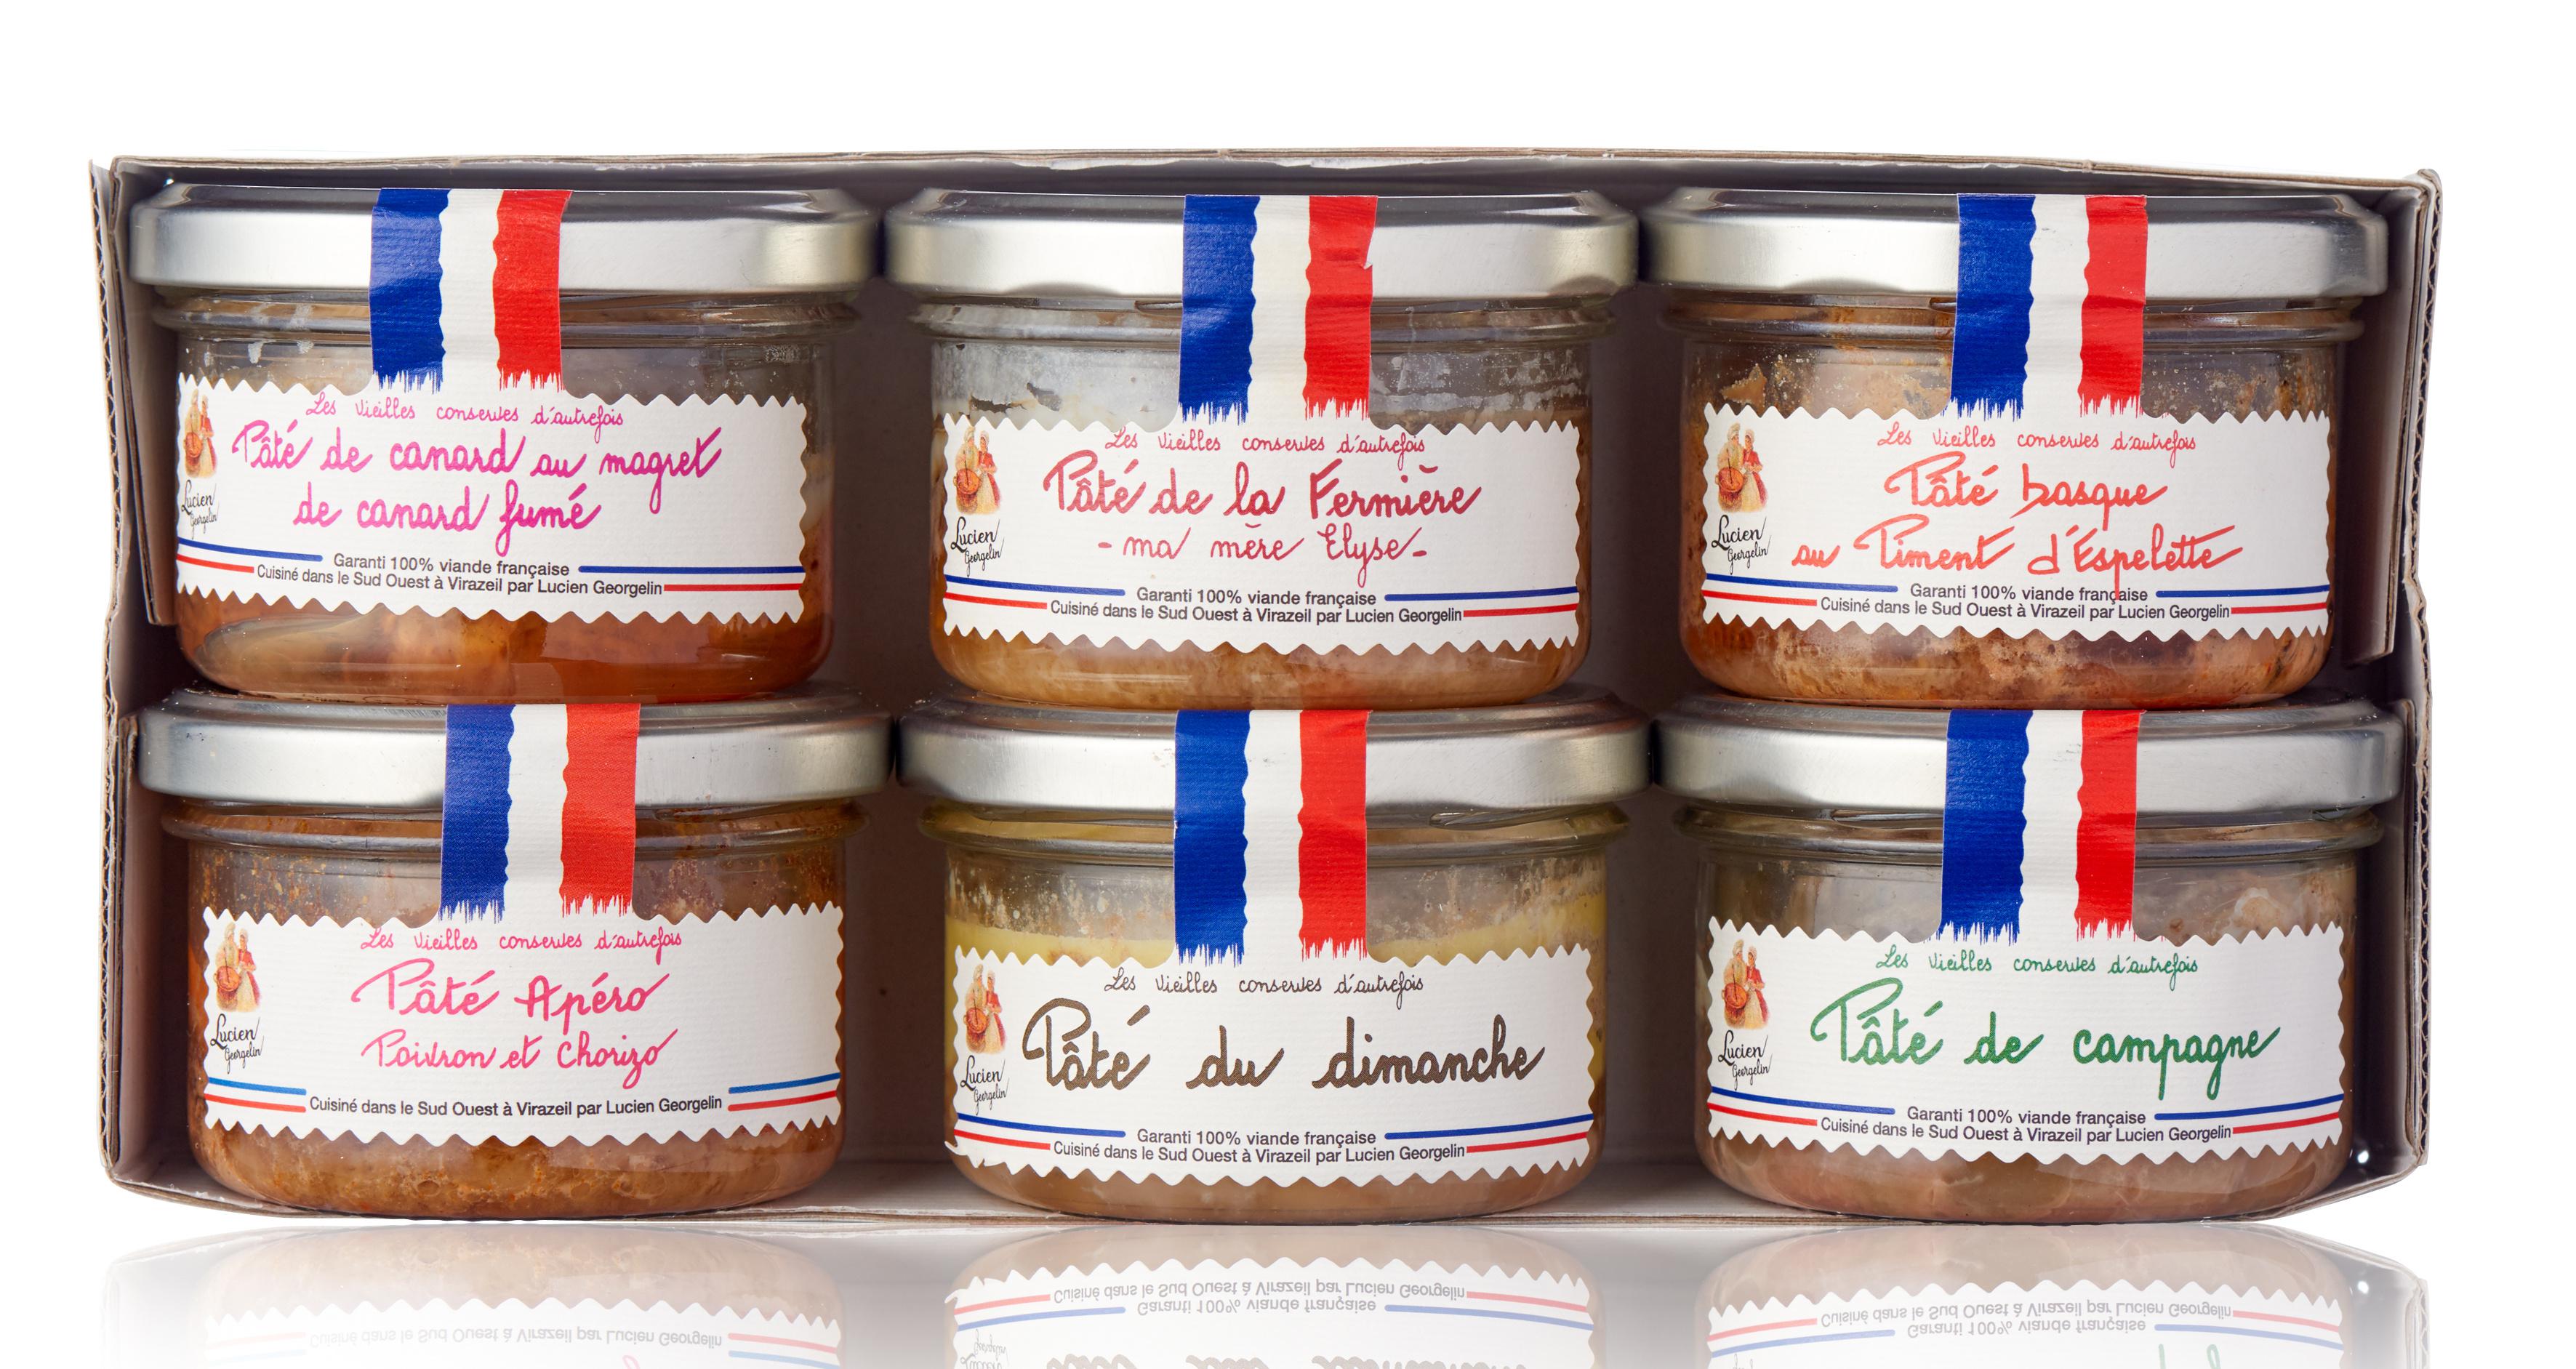 Les vieilles conserves d'autrefois
Pâté de canard au magret
de canard fumé
Lucien
Georgelin
Garanti 100% viande française
Cuisiné dans le Sud Ouest à Virazeil par Lucien Georgelin
Les vieilles conserves d'autrefois
Pâté de la Fermière
- ma mère Elyse -
Lucien
Georgelin
Garanti 100% viande française
Cuisiné dans le Sud Ouest à Virazeil par Lucien Georgelin
Les vieilles conserves d'autrefois
Pâté basque
au Piment d'Espelette
Lucien
Georgelin
Garanti 100% viande française
Cuisiné dans le Sud Ouest à Virazeil par Lucien Georgelin
Les vieilles conserves d'autrefois
Pâté Apéro
Poivron et chorizo
Lucien
Georgelin
Cuisiné dans le Sud Ouest à Virazeil par Lucien Georgelin
Les vieilles conserves d'autrefois
Pâté du dimanche
Lucien
Georgelin
Garanti 100% viande française
Cuisiné dans le Sud Ouest à Virazeil par Lucien Georgelin
Les vieilles conserves d'autrefois
Pâté de campagne
Lucien
Georgelin
Garanti 100% viande française
Cuisiné dans le Sud Ouest à Virazeil par Lucien Georgelin